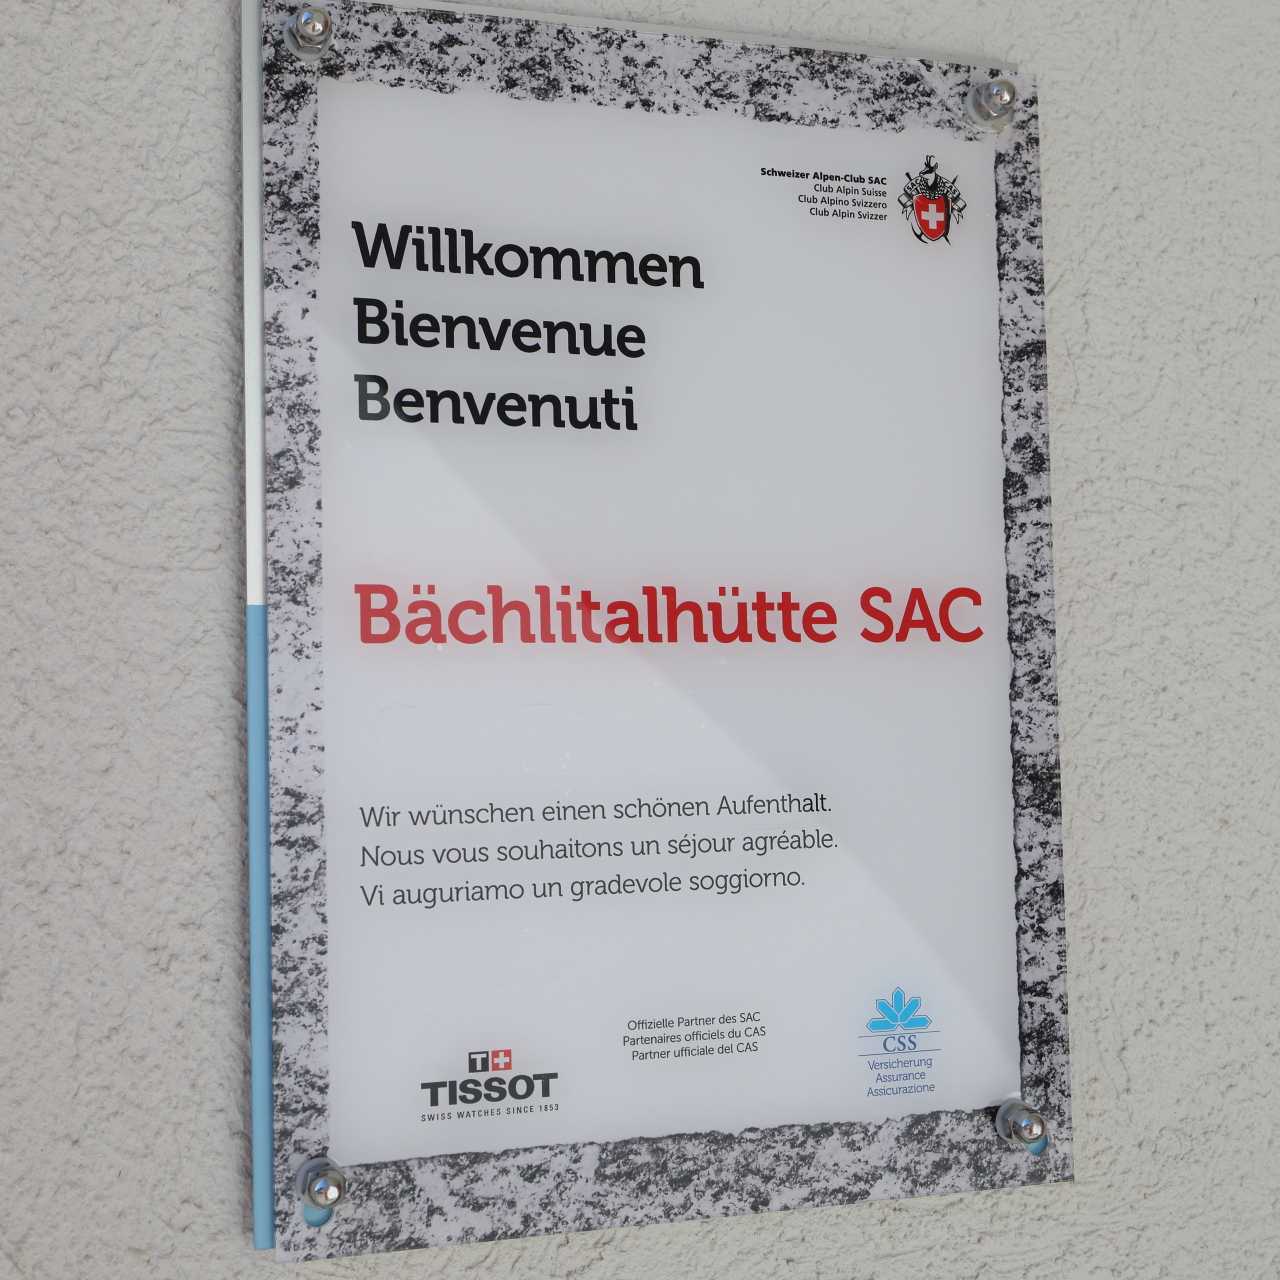 Schweizer Alpen-Club SAC
Club Alpin Suisse
Club Alpino Svizzero
Club Alpin Svizzer
SAC CAS
Willkommen
Bienvenue
Benvenuti
Bächlitalhütte SAC
Wir wünschen einen schönen Aufenthalt.
Nous vous souhaitons un séjour agréable.
Vi auguriamo un gradevole soggiorno.
Offizielle Partner des SAC
Partenaires officiels du CAS
Partner ufficiale del CAS
T+
TISSOT
SWISS WATCHES SINCE 1853
CSS
Versicherung
Assurance
Assicurazione